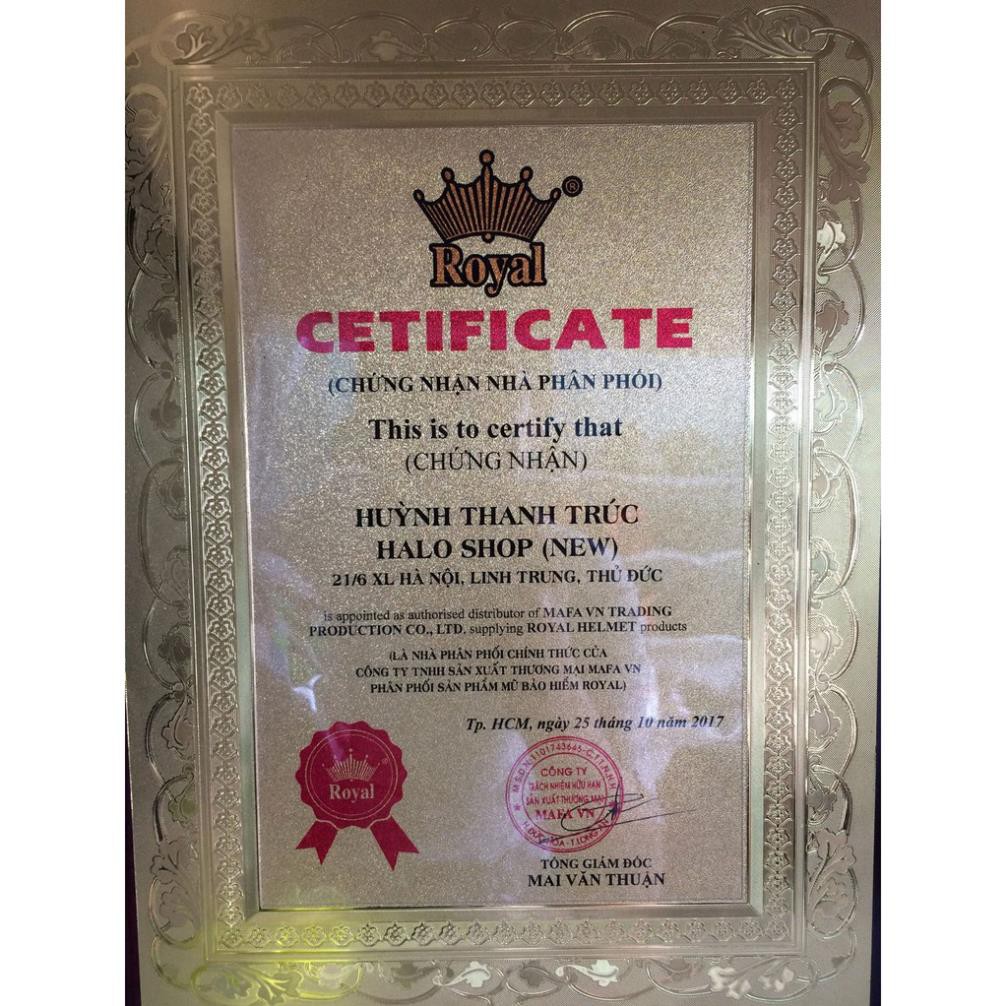 ®
Royal
CETIFICATE
(CHỨNG NHẬN NHÀ PHÂN PHỐI)
This is to certify that
(CHỨNG NHẬN)
HUỲNH THANH TRÚC
HALO SHOP (NEW)
21/6 XL HÀ NỘI, LINH TRUNG, THỦ ĐỨC
is appointed as authorised distributor of MAFA VN TRADING
PRODUCTION CO., LTD. supplying ROYAL HELMET products
(LÀ NHÀ PHÂN PHỐI CHÍNH THỨC CỦA
CÔNG TY TNHH SẢN XUẤT THƯƠNG MẠI MAFA VN
PHÂN PHỐI SẢN PHẨM MŨ BẢO HIỂM ROYAL)
Tp. HCM, ngày 25 tháng 10 năm 2017
Royal
M.S.D.N:1101743645-C.T.T.N.H.H
CÔNG TY
TRÁCH NHIỆM HỮU HẠN
SẢN XUẤT THƯƠNG MẠI
MAFA VN
H.ĐỨC HÒA - T.LONG AN
TỔNG GIÁM ĐỐC
MAI VĂN THUẬN